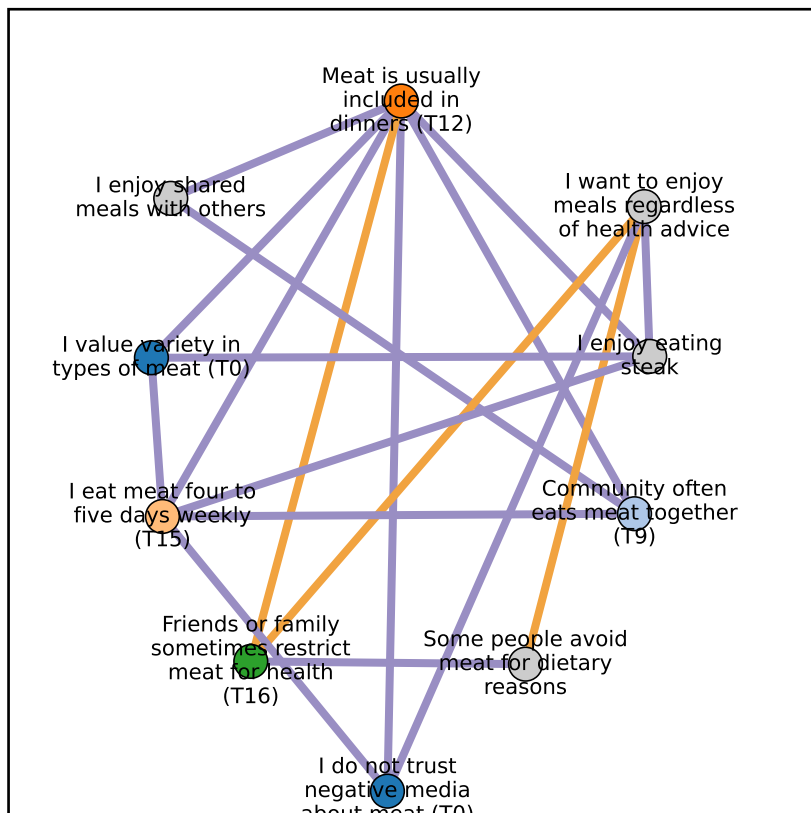 Meat is usually
included in
dinners (T12)
I enjoy shared
meals with others
I want to enjoy
meals regardless
of health advice
I value variety in
types of meat (T0)
I enjoy eating
steak
I eat meat four to
five days weekly
(T15)
Community often
eats meat together
(T9)
Friends or family
sometimes restrict
meat for health
(T16)
Some people avoid
meat for dietary
reasons
I do not trust
negative media
about meat (T0)